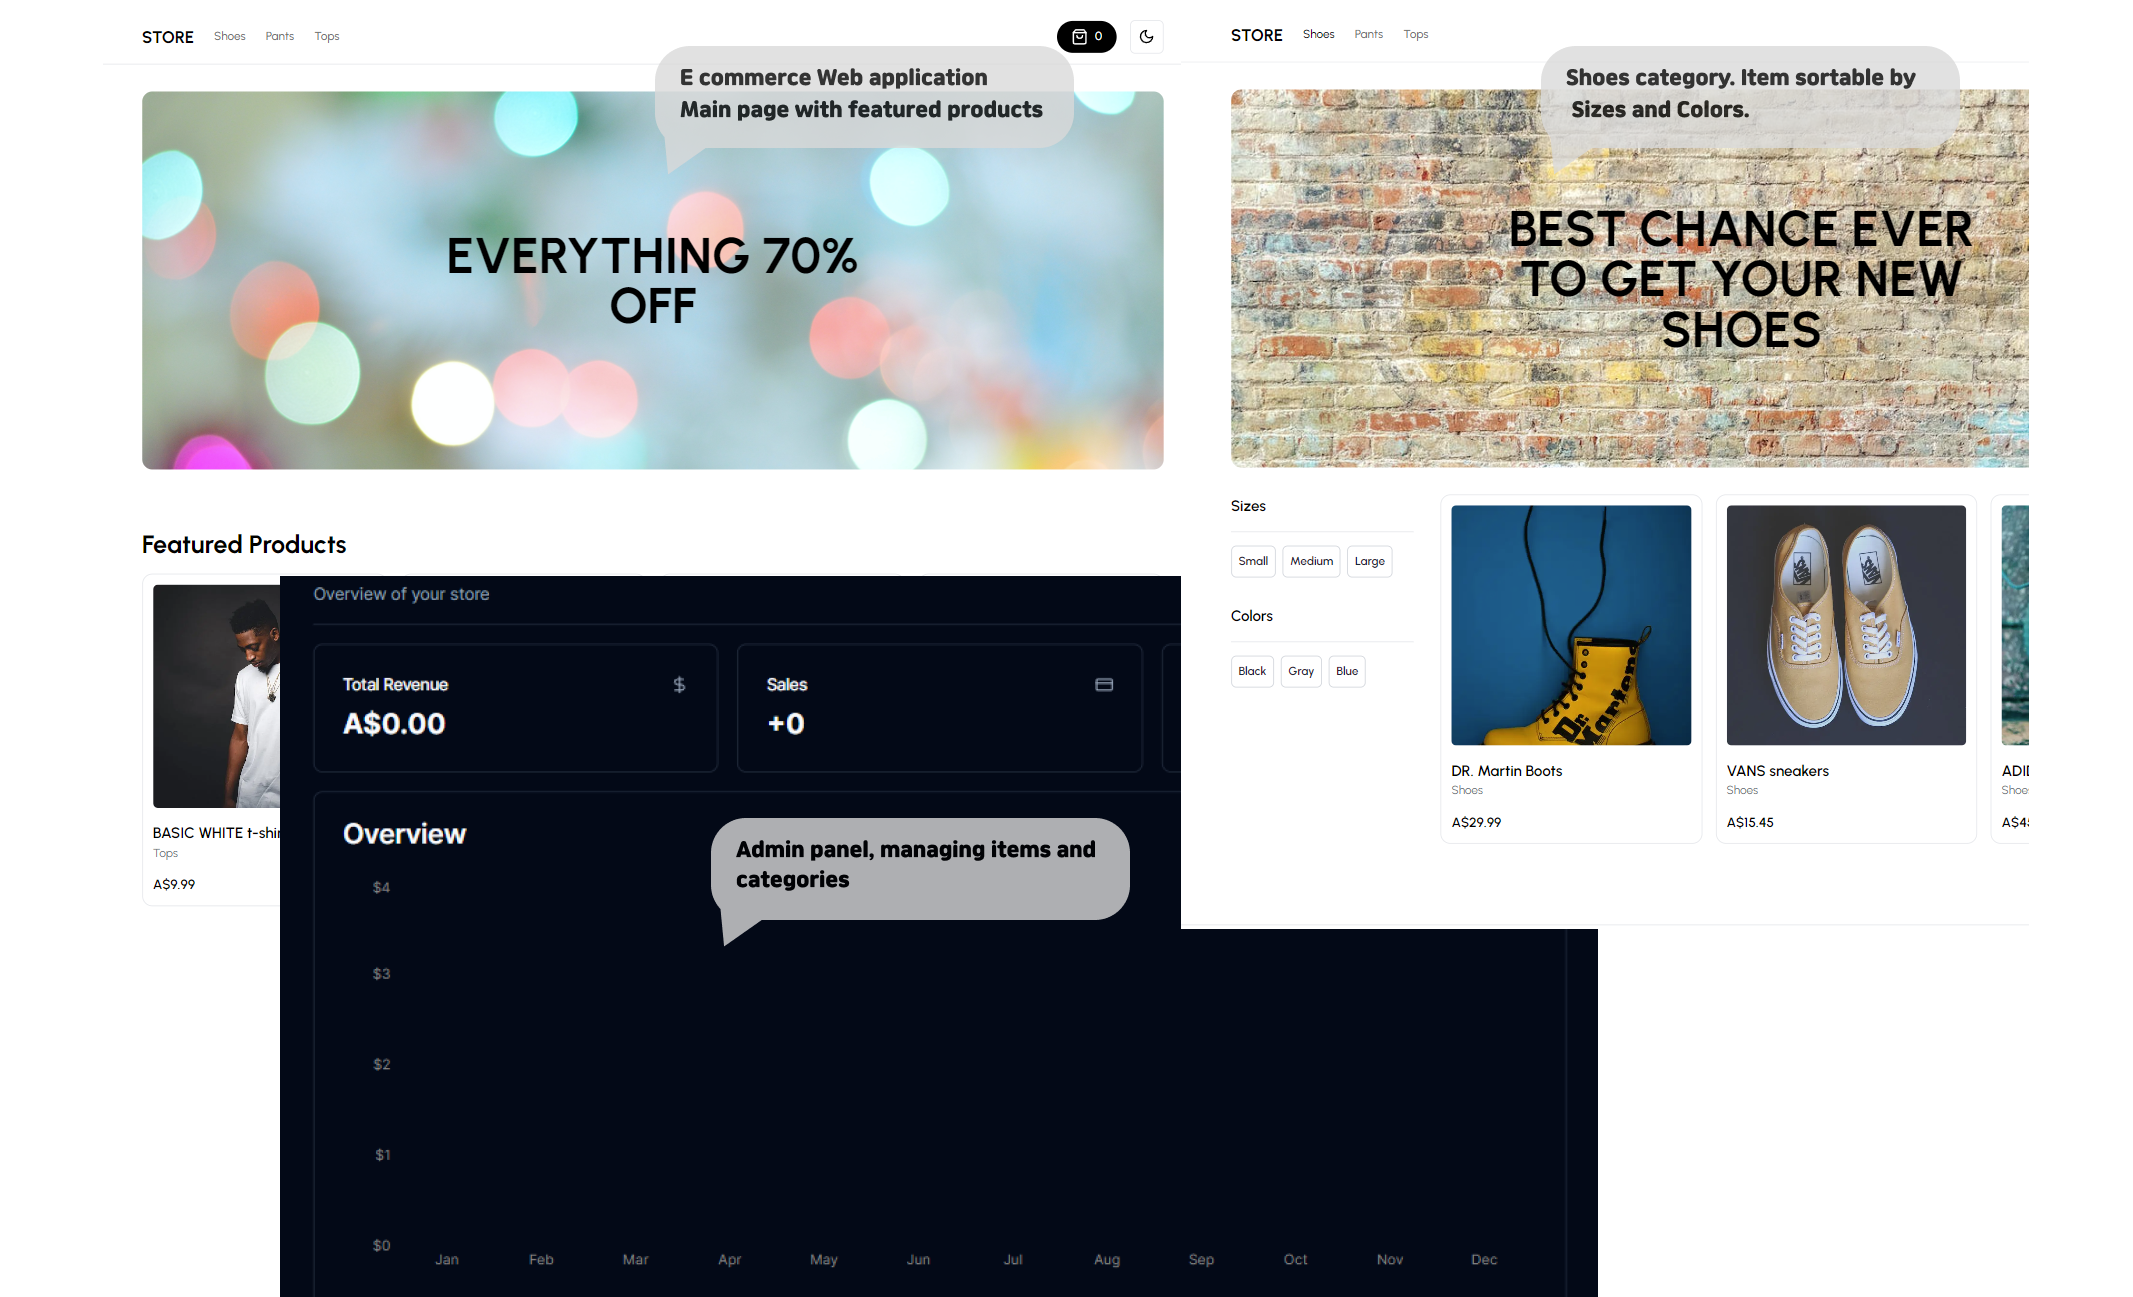 STORE
Shoes
Pants
Tops
0
E commerce Web application
Main page with featured products
EVERYTHING 70%
OFF
Featured Products
BASIC WHITE t-shir
Tops
A$9.99
STORE
Shoes
Pants
Tops
Shoes category. Item sortable by
Sizes and Colors.
BEST CHANCE EVER
TO GET YOUR NEW
SHOES
Sizes
Small
Medium
Large
Colors
Black
Gray
Blue
Dr.
Martens
DR. Martin Boots
Shoes
A$29.99
VANS sneakers
Shoes
A$15.45
ADI
Shoe
A$4
Overview of your store
Total Revenue
$
A$0.00
Sales
+0
Overview
Admin panel, managing items and
categories
$4
$3
$2
$1
$0
Jan
Feb
Mar
Apr
May
Jun
Jul
Aug
Sep
Oct
Nov
Dec